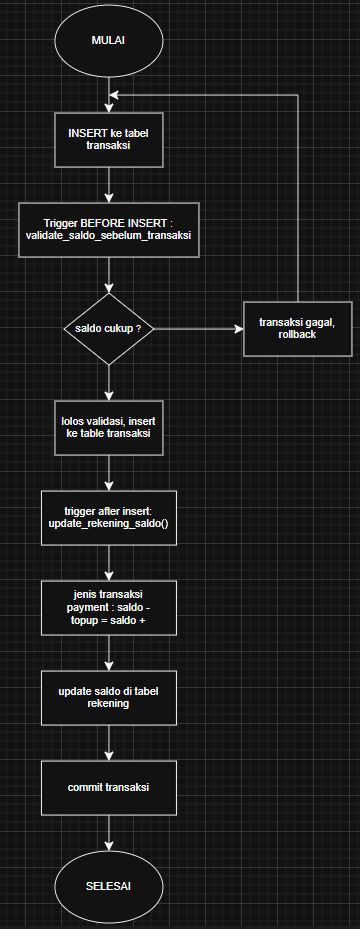 MULAI
INSERT ke tabel
transaksi
Trigger BEFORE INSERT :
validate_saldo_sebelum_transaksi
saldo cukup ?
transaksi gagal,
rollback
lolos validasi, insert
ke table transaksi
trigger after insert:
update_rekening_saldo()
jenis transaksi
payment : saldo -
topup = saldo +
update saldo di tabel
rekening
commit transaksi
SELESAI